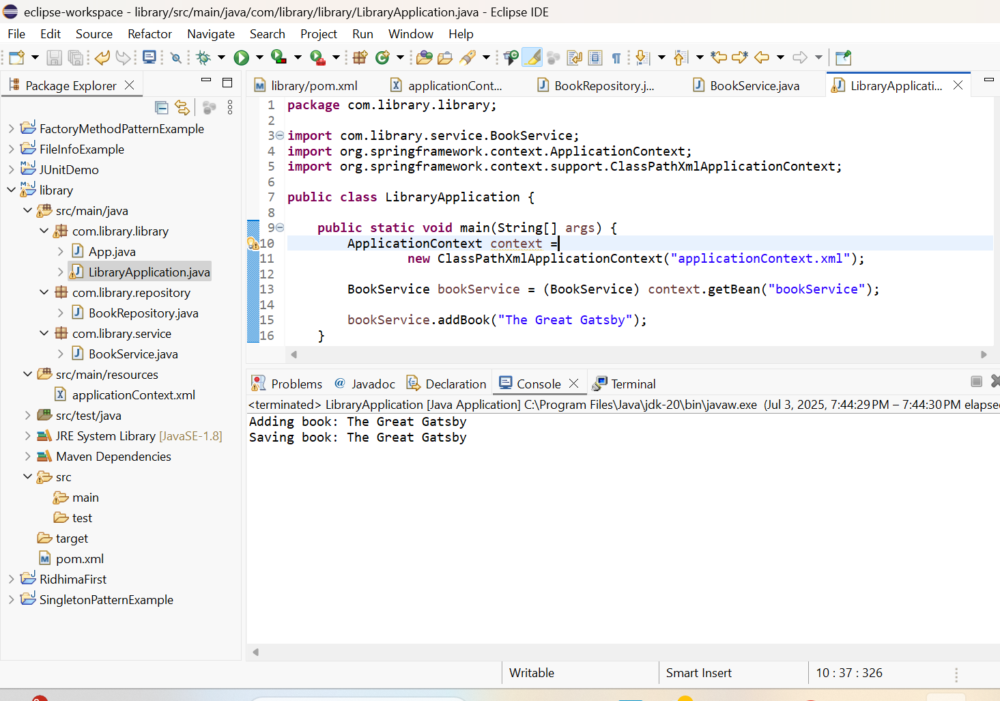 eclipse-workspace - library/src/main/java/com/library/library/LibraryApplication.java - Eclipse IDE
File Edit Source Refactor Navigate Search Project Run Window Help
Package Explorer
FactoryMethodPatternExample
FileInfoExample
JUnitDemo
library
src/main/java
com.library.library
App.java
LibraryApplication.java
com.library.repository
BookRepository.java
com.library.service
BookService.java
src/main/resources
applicationContext.xml
src/test/java
JRE System Library [JavaSE-1.8]
Maven Dependencies
src
main
test
target
pom.xml
RidhimaFirst
SingletonPatternExample
library/pom.xml applicationCont... BookRepository.j... BookService.java LibraryApplicati...
1 package com.library.library;
2
3 import com.library.service.BookService;
4 import org.springframework.context.ApplicationContext;
5 import org.springframework.context.support.ClassPathXmlApplicationContext;
6
7 public class LibraryApplication {
8
9 public static void main(String[] args) {
10 ApplicationContext context =
11 new ClassPathXmlApplicationContext("applicationContext.xml");
12
13 BookService bookService = (BookService) context.getBean("bookService");
14
15 bookService.addBook("The Great Gatsby");
16 }
Problems Javadoc Declaration Console Terminal
<terminated> LibraryApplication [Java Application] C:\Program Files\Java\jdk-20\bin\javaw.exe (Jul 3, 2025, 7:44:29 PM – 7:44:30 PM elapse
Adding book: The Great Gatsby
Saving book: The Great Gatsby
Writable Smart Insert 10 : 37 : 326